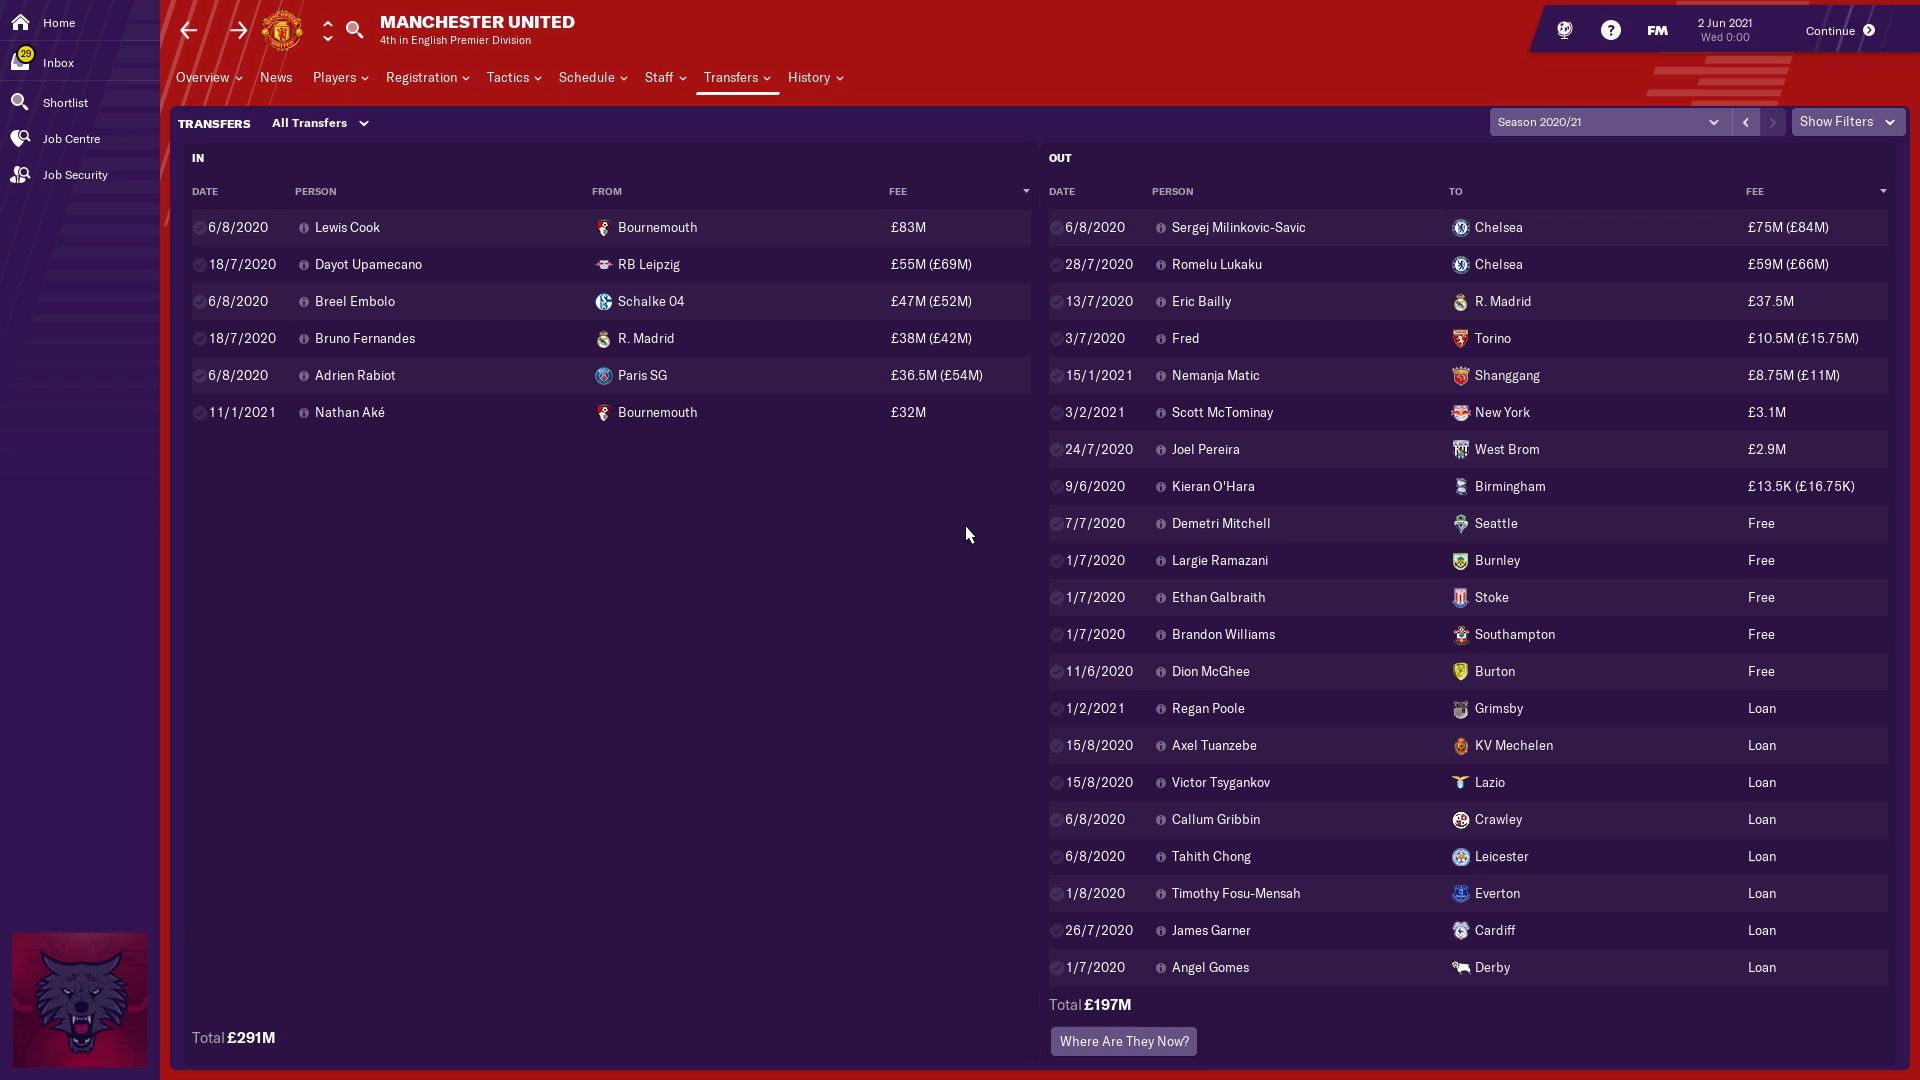 Home
29
Inbox
Shortlist
Job Centre
Job Security
MANCHESTER UNITED
4th in English Premier Division
FM
2 Jun 2021
Wed 0:00
Continue
Overview News Players Registration Tactics Schedule Staff Transfers History
TRANSFERS All Transfers
Season 2020/21
Show Filters
IN
DATE PERSON FROM FEE
6/8/2020 Lewis Cook Bournemouth £83M
18/7/2020 Dayot Upamecano RB Leipzig £55M (£69M)
6/8/2020 Breel Embolo Schalke 04 £47M (£52M)
18/7/2020 Bruno Fernandes R. Madrid £38M (£42M)
6/8/2020 Adrien Rabiot Paris SG £36.5M (£54M)
11/1/2021 Nathan Aké Bournemouth £32M
Total £291M
OUT
DATE PERSON TO FEE
6/8/2020 Sergej Milinkovic-Savic Chelsea £75M (£84M)
28/7/2020 Romelu Lukaku Chelsea £59M (£66M)
13/7/2020 Eric Bailly R. Madrid £37.5M
3/7/2020 Fred Torino £10.5M (£15.75M)
15/1/2021 Nemanja Matic Shanggang £8.75M (£11M)
3/2/2021 Scott McTominay New York £3.1M
24/7/2020 Joel Pereira West Brom £2.9M
9/6/2020 Kieran O'Hara Birmingham £13.5K (£16.75K)
7/7/2020 Demetri Mitchell Seattle Free
1/7/2020 Largie Ramazani Burnley Free
1/7/2020 Ethan Galbraith Stoke Free
1/7/2020 Brandon Williams Southampton Free
11/6/2020 Dion McGhee Burton Free
1/2/2021 Regan Poole Grimsby Loan
15/8/2020 Axel Tuanzebe KV Mechelen Loan
15/8/2020 Victor Tsygankov Lazio Loan
6/8/2020 Callum Gribbin Crawley Loan
6/8/2020 Tahith Chong Leicester Loan
1/8/2020 Timothy Fosu-Mensah Everton Loan
26/7/2020 James Garner Cardiff Loan
1/7/2020 Angel Gomes Derby Loan
Total £197M
Where Are They Now?